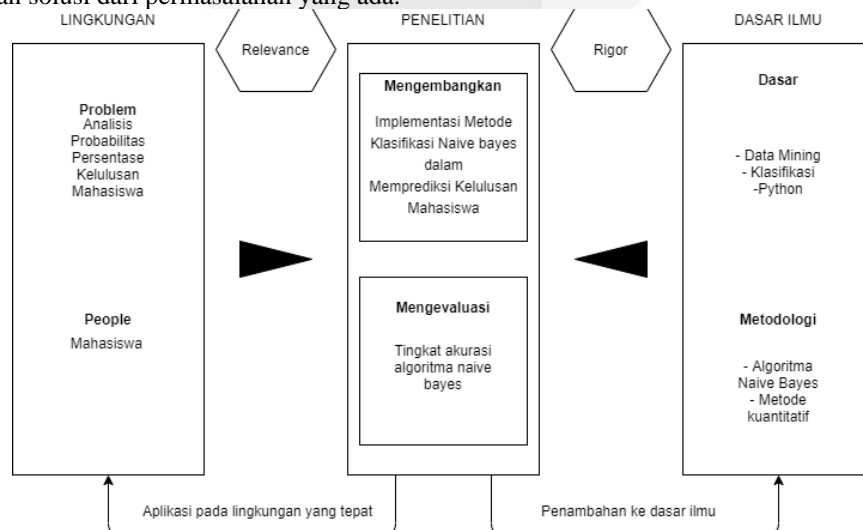 an solusi dari permasalahan yang ada.
LINGKUNGAN
Relevance
PENELITIAN
Rigor
DASAR ILMU
Problem
Analisis
Probabilitas
Persentase
Kelulusan
Mahasiswa
People
Mahasiswa
Mengembangkan
Implementasi Metode
Klasifikasi Naive bayes
dalam
Memprediksi Kelulusan
Mahasiswa
Mengevaluasi
Tingkat akurasi
algoritma naive
bayes
Dasar
- Data Mining
- Klasifikasi
-Python
Metodologi
- Algoritma
Naive Bayes
- Metode
kuantitatif
Aplikasi pada lingkungan yang tepat
Penambahan ke dasar ilmu